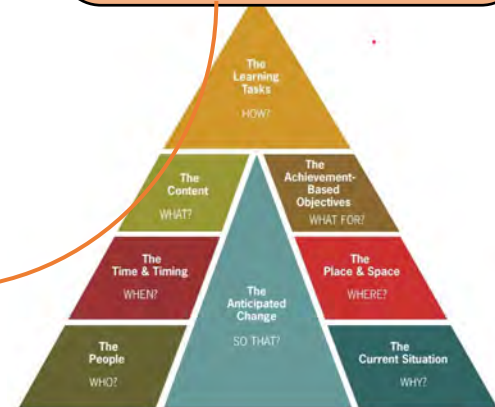 The
Learning
Tasks
HOW?
The
Content
WHAT?
The
Achievement-
Based
Objectives
WHAT FOR?
The
Time & Timing
WHEN?
The
Place & Space
WHERE?
The
Anticipated
Change
SO THAT?
The
People
WHO?
The
Current Situation
WHY?